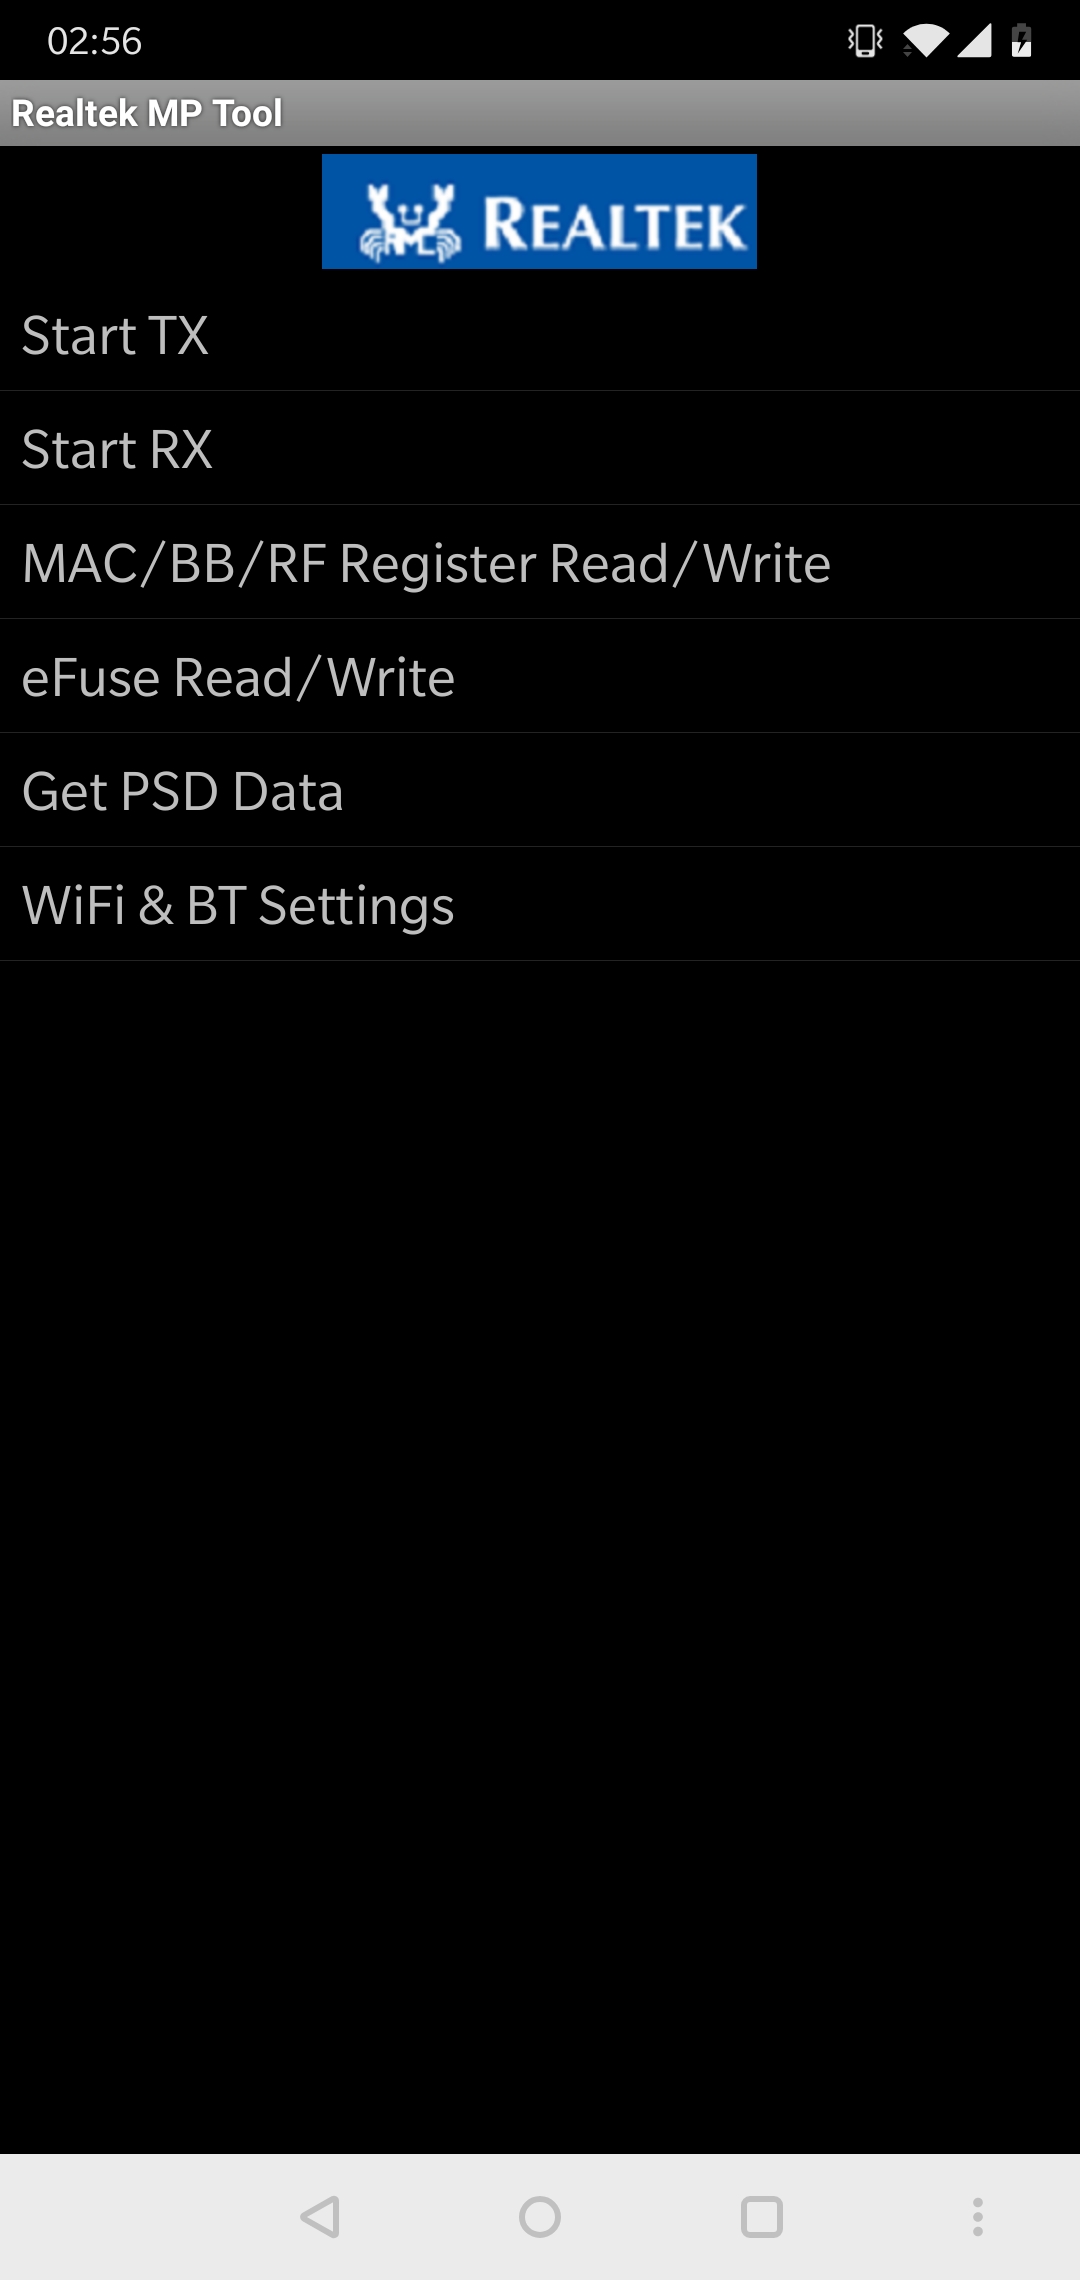 02:56
Realtek MP Tool
REALTEK
Start TX
Start RX
MAC/BB/RF Register Read/Write
eFuse Read/Write
Get PSD Data
WiFi & BT Settings